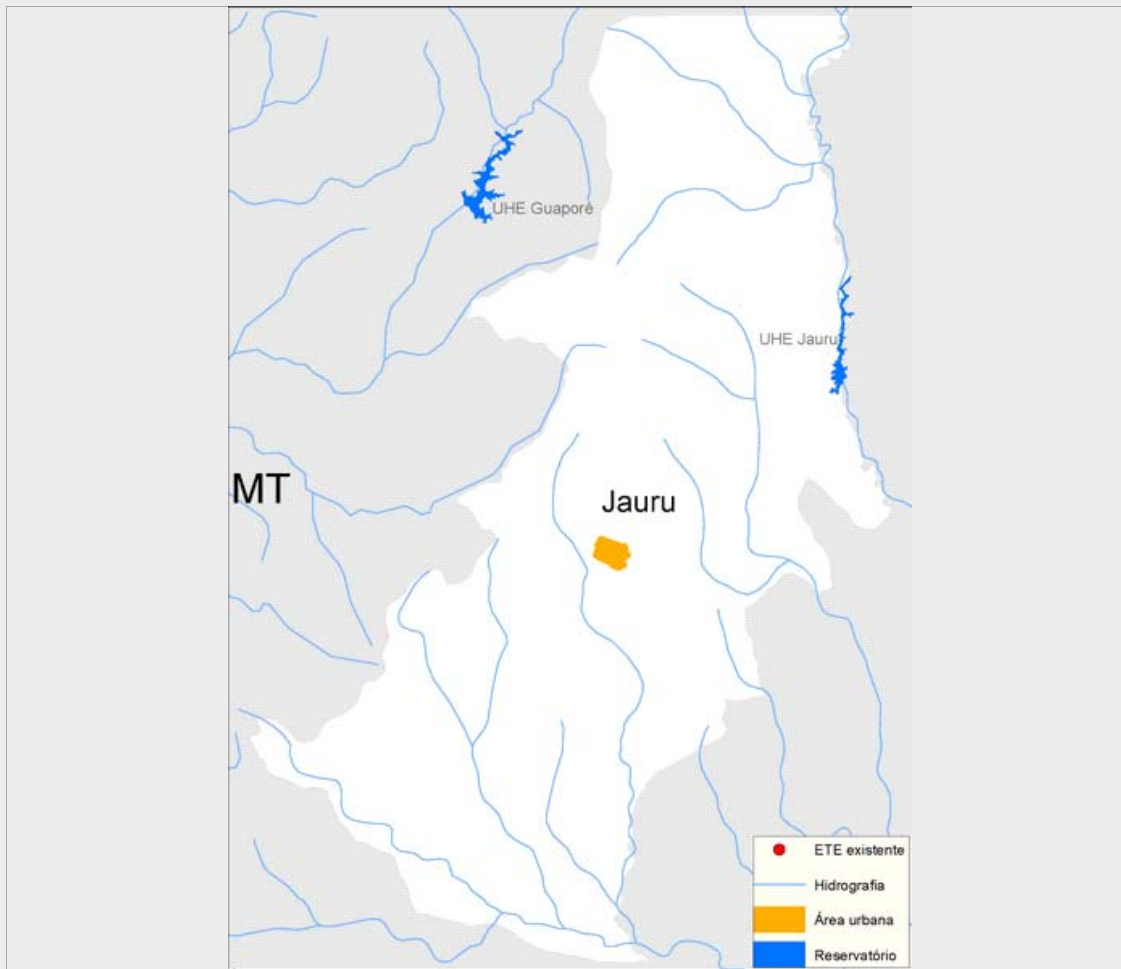 UHE Guaporé
UHE Jauru
MT
Jauru
ETE existente
Hidrografia
Área urbana
Reservatório